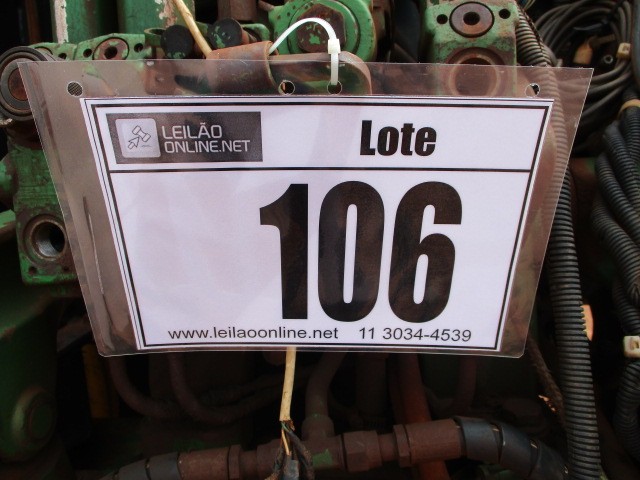 LEILÃO
ONLINE.NET
Lote
106
www.leilaoonline.net 11 3034-4539